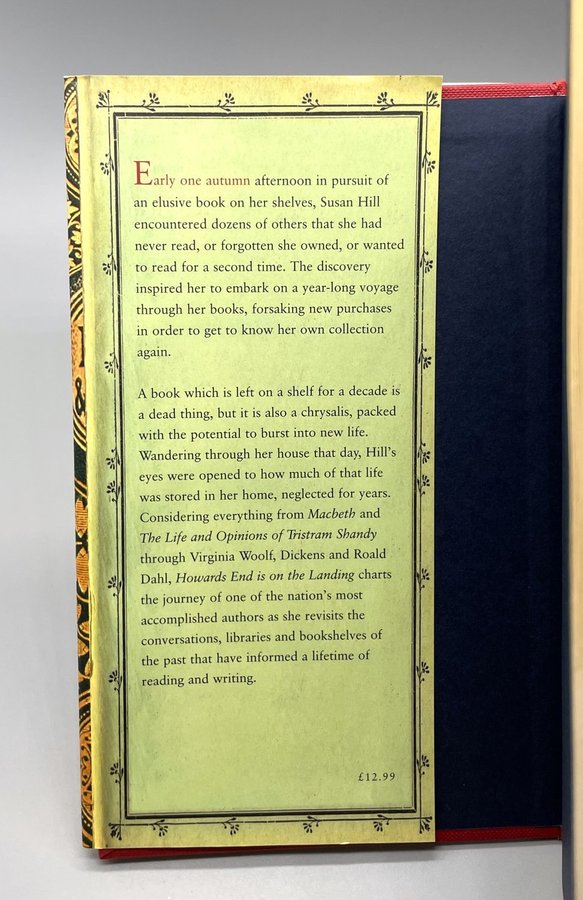 Early one autumn afternoon in pursuit of
an elusive book on her shelves, Susan Hill
encountered dozens of others that she had
never read, or forgotten she owned, or wanted
to read for a second time. The discovery
inspired her to embark on a year-long voyage
through her books, forsaking new purchases
in order to get to know her own collection
again.
A book which is left on a shelf for a decade is
a dead thing, but it is also a chrysalis, packed
with the potential to burst into new life.
Wandering through her house that day, Hill's
eyes were opened to how much of that life
was stored in her home, neglected for years.
Considering everything from Macbeth and
The Life and Opinions of Tristram Shandy
through Virginia Woolf, Dickens and Roald
Dahl, Howards End is on the Landing charts
the journey of one of the nation's most
accomplished authors as she revisits the
conversations, libraries and bookshelves of
the past that have informed a lifetime of
reading and writing.
£12.99